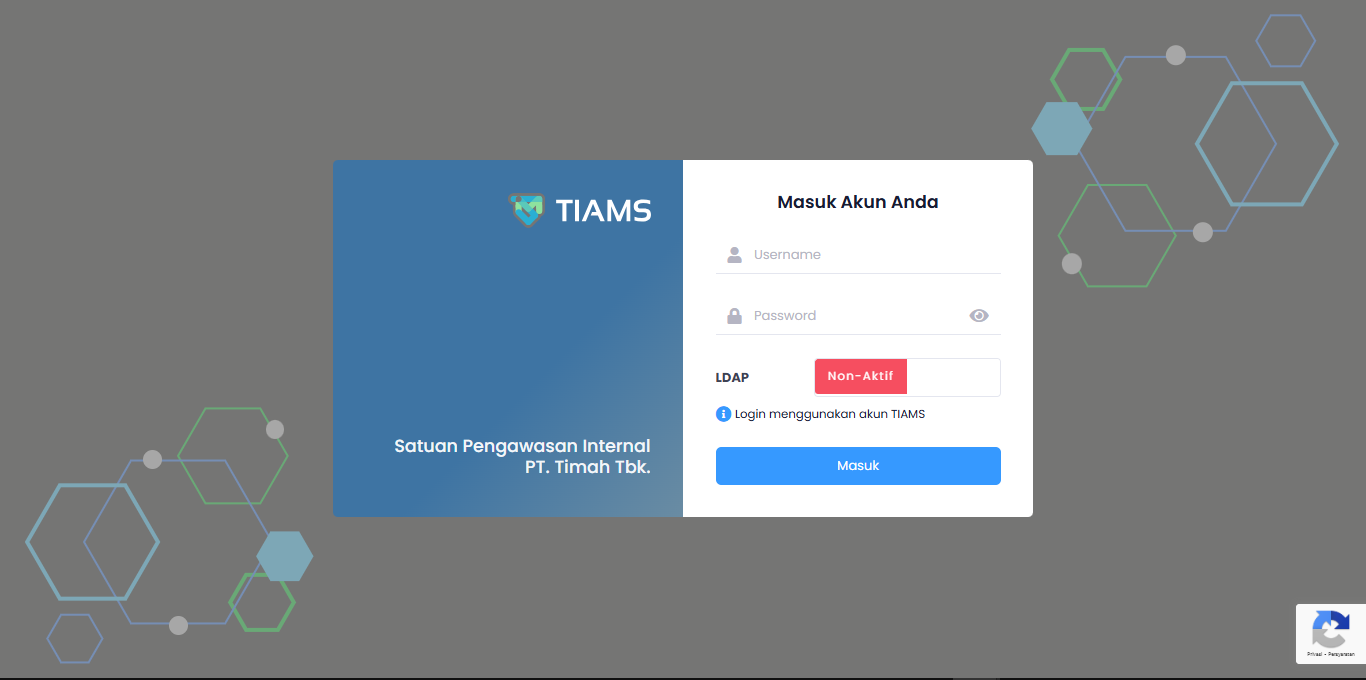 TIAMS
Satuan Pengawasan Internal
PT. Timah Tbk.
Masuk Akun Anda
Username
Password
LDAP
Non-Aktif
Login menggunakan akun TIAMS
Masuk
Privasi - Persyaratan